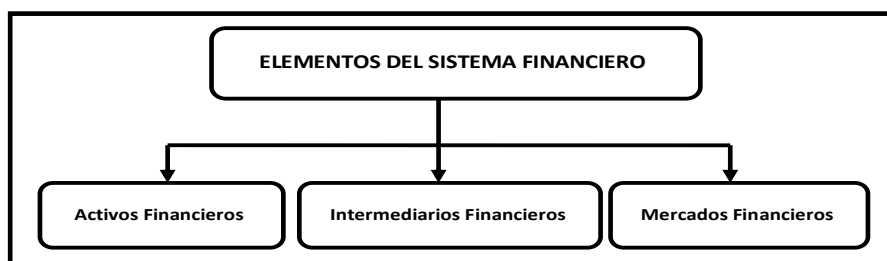 ELEMENTOS DEL SISTEMA FINANCIERO
Activos Financieros
Intermediarios Financieros
Mercados Financieros